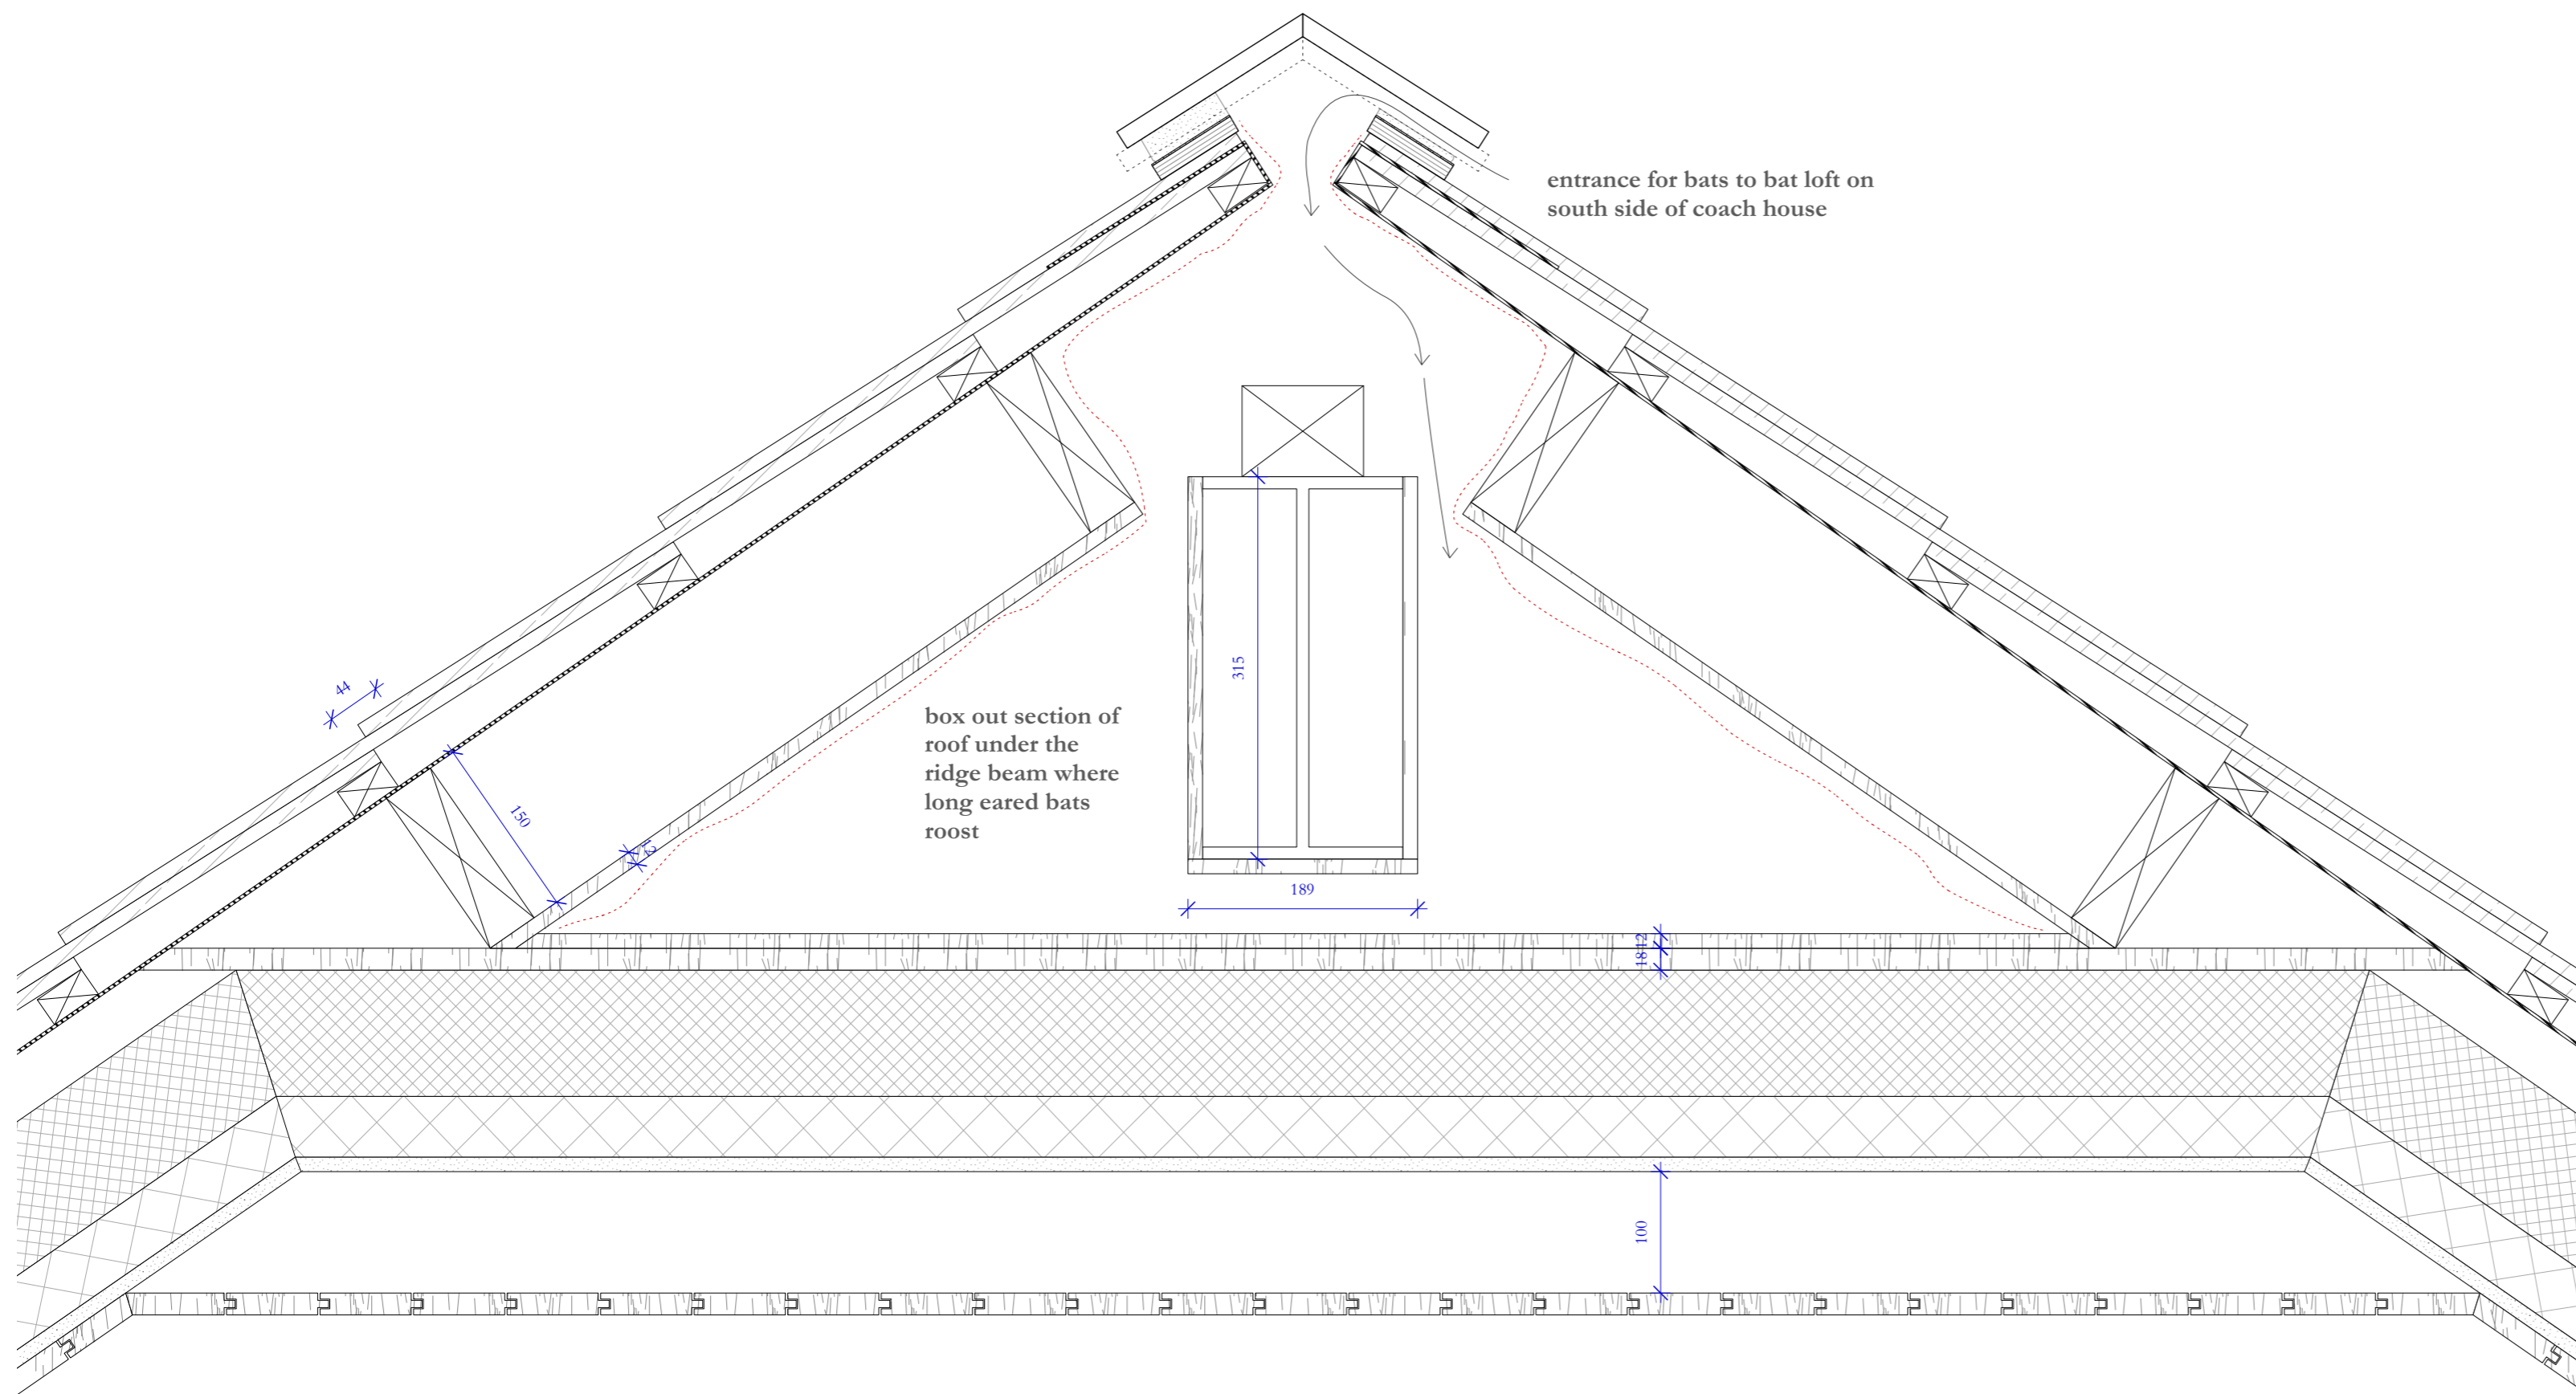 entrance for bats to bat loft on
south side of coach house
315
44
box out section of
roof under the
ridge beam where
long eared bats
roost
150
12
189
12
18
100